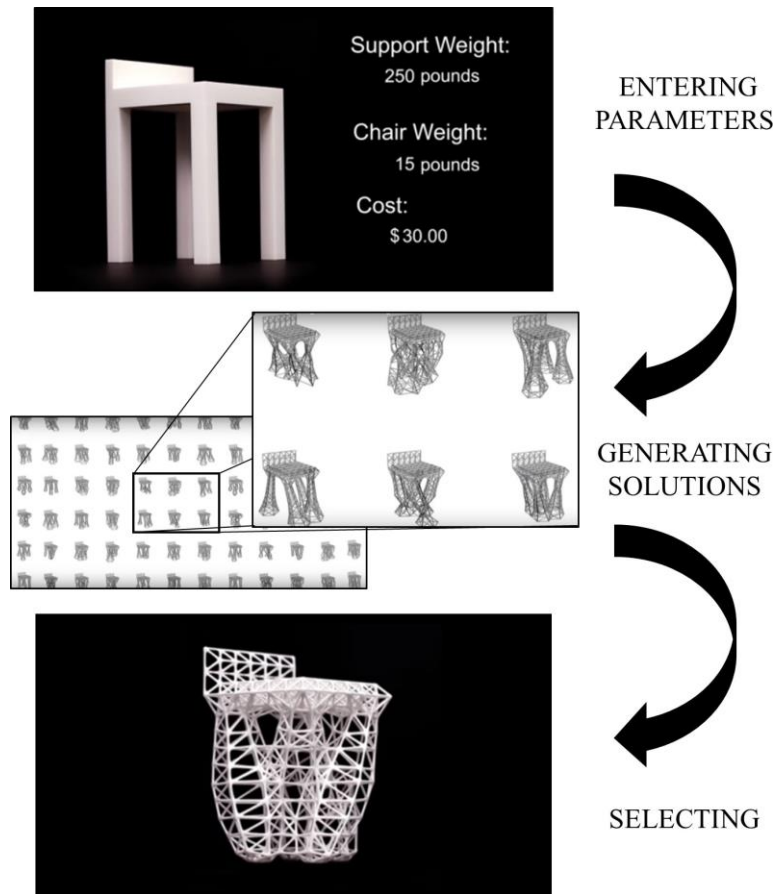 Support Weight:
250 pounds
Chair Weight:
15 pounds
Cost:
$30.00
ENTERING
PARAMETERS
GENERATING
SOLUTIONS
SELECTING